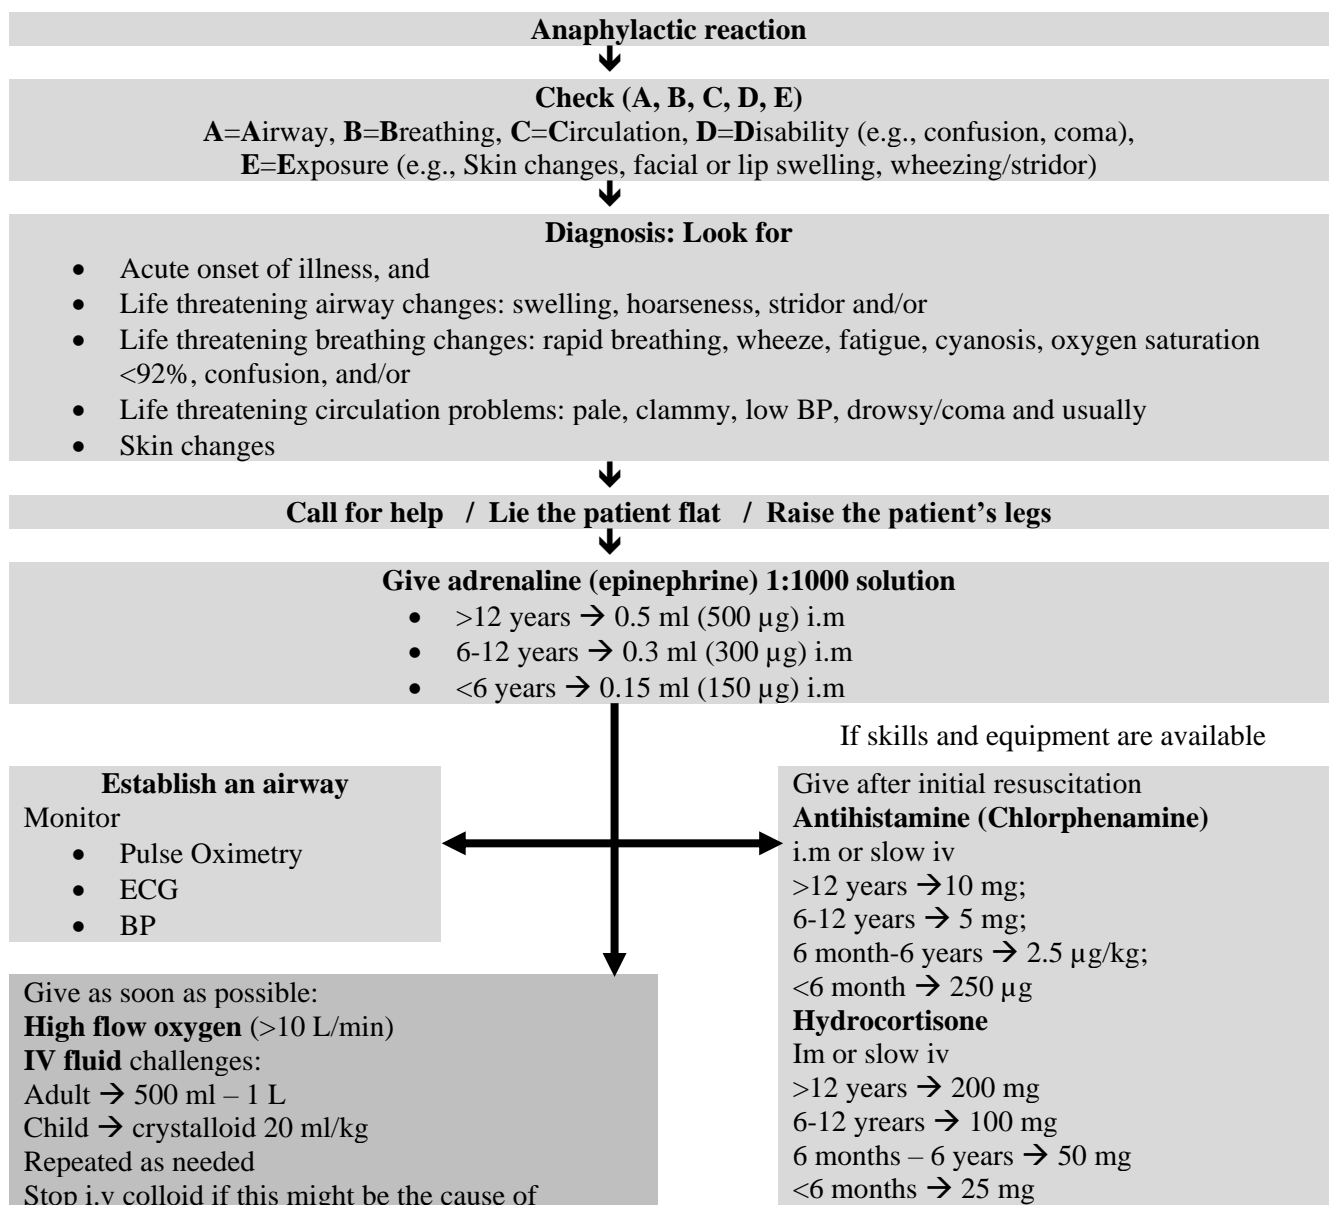 Anaphylactic reaction
Check (A, B, C, D, E)
A=Airway, B=Breathing, C=Circulation, D=Disability (e.g., confusion, coma),
E=Exposure (e.g., Skin changes, facial or lip swelling, wheezing/stridor)
Diagnosis: Look for
• Acute onset of illness, and
• Life threatening airway changes: swelling, hoarseness, stridor and/or
• Life threatening breathing changes: rapid breathing, wheeze, fatigue, cyanosis, oxygen saturation
<92%, confusion, and/or
• Life threatening circulation problems: pale, clammy, low BP, drowsy/coma and usually
• Skin changes
Call for help / Lie the patient flat / Raise the patient's legs
Give adrenaline (epinephrine) 1:1000 solution
• >12 years → 0.5 ml (500 µg) i.m
• 6-12 years → 0.3 ml (300 µg) i.m
• <6 years → 0.15 ml (150 µg) i.m
If skills and equipment are available
Establish an airway
Monitor
• Pulse Oximetry
• ECG
• BP
Give after initial resuscitation
Antihistamine (Chlorphenamine)
i.m or slow iv
>12 years →10 mg;
6-12 years → 5 mg;
6 month-6 years → 2.5 µg/kg;
<6 month → 250 µg
Hydrocortisone
Im or slow iv
>12 years → 200 mg
6-12 yrears → 100 mg
6 months – 6 years → 50 mg
<6 months → 25 mg
Give as soon as possible:
High flow oxygen (>10 L/min)
IV fluid challenges:
Adult → 500 ml – 1 L
Child → crystalloid 20 ml/kg
Repeated as needed
Stop i.v colloid if this might be the cause of